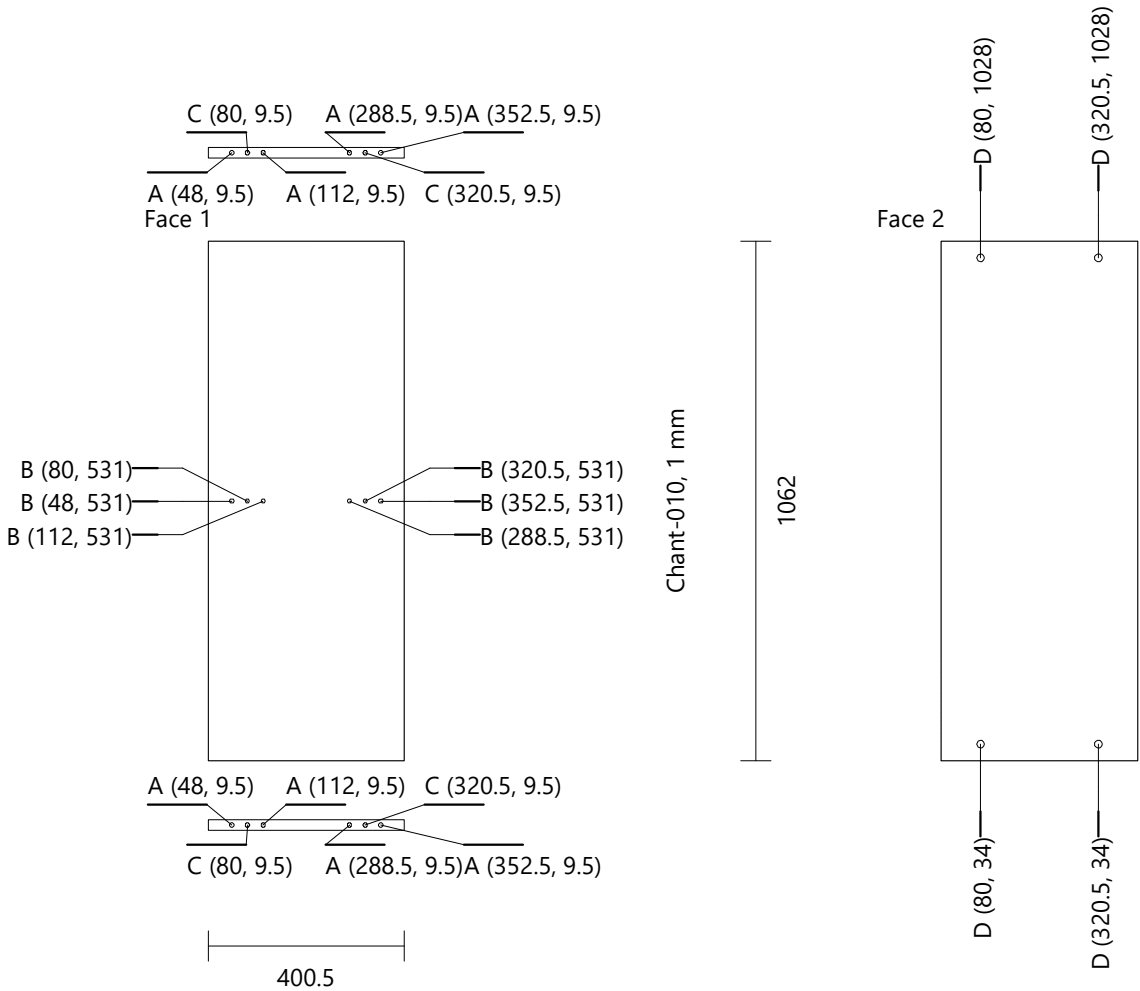 C (80, 9.5)
A (288.5, 9.5)
A (352.5, 9.5)
A (48, 9.5)
A (112, 9.5)
C (320.5, 9.5)
Face 1
B (80, 531)
B (48, 531)
B (112, 531)
B (320.5, 531)
B (352.5, 531)
B (288.5, 531)
A (48, 9.5)
A (112, 9.5)
C (320.5, 9.5)
C (80, 9.5)
A (288.5, 9.5)
A (352.5, 9.5)
400.5
Chant-010, 1 mm
1062
Face 2
D (80, 1028)
D (320.5, 1028)
D (80, 34)
D (320.5, 34)